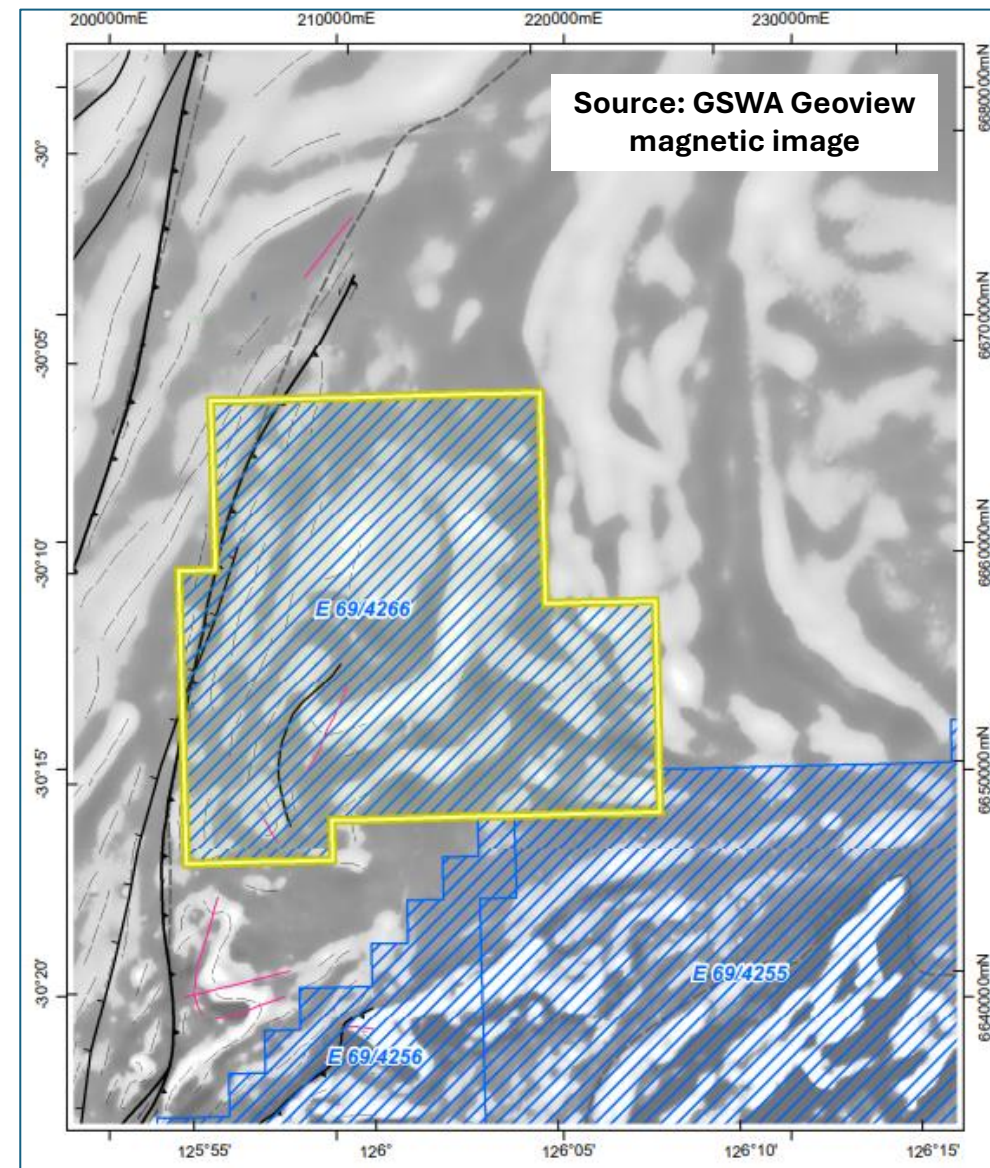 200000mE 210000mE 220000mE 230000mE
Source: GSWA Geoview
magnetic image
-30°
-30°05'
-30°10'
-30°15'
-30°20'
6680000mN
6670000mN
6660000mN
6650000mN
6640000mN
E 69/4266
E 69/4255
E 69/4256
125°55' 126° 126°05' 126°10' 126°15'